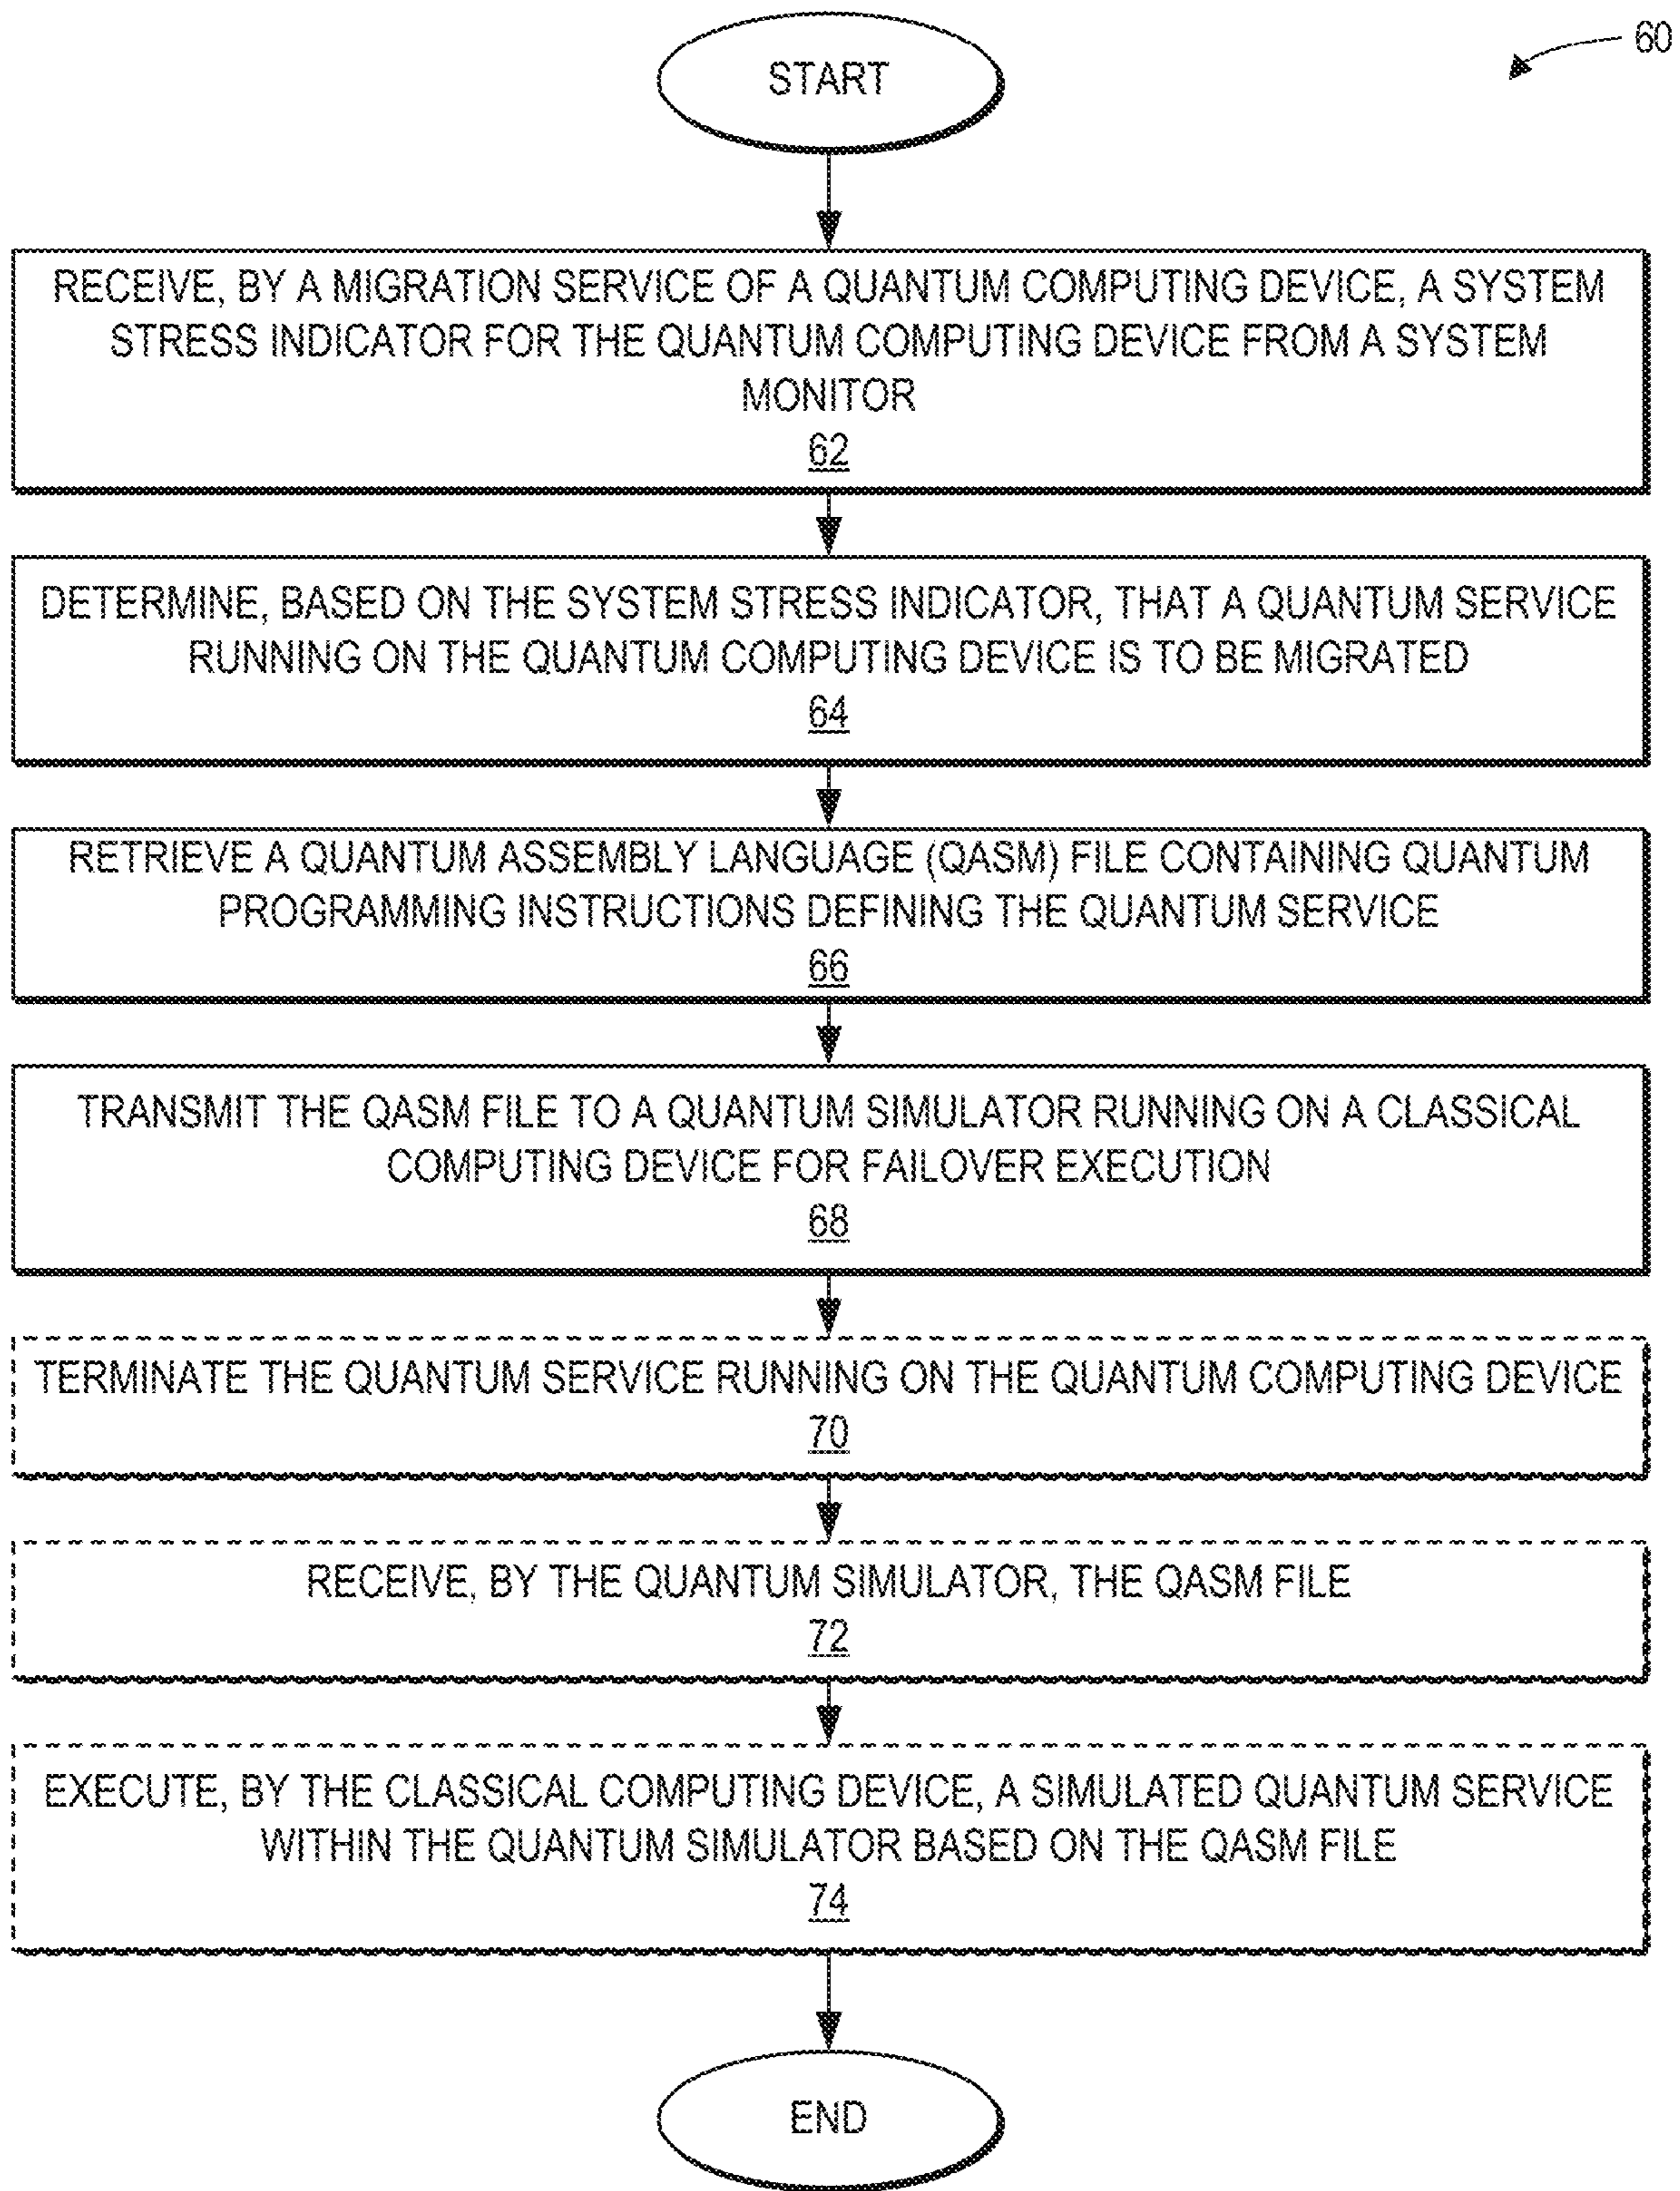 START
60
RECEIVE, BY A MIGRATION SERVICE OF A QUANTUM COMPUTING DEVICE, A SYSTEM
STRESS INDICATOR FOR THE QUANTUM COMPUTING DEVICE FROM A SYSTEM
MONITOR
62
DETERMINE, BASED ON THE SYSTEM STRESS INDICATOR, THAT A QUANTUM SERVICE
RUNNING ON THE QUANTUM COMPUTING DEVICE IS TO BE MIGRATED
64
RETRIEVE A QUANTUM ASSEMBLY LANGUAGE (QASM) FILE CONTAINING QUANTUM
PROGRAMMING INSTRUCTIONS DEFINING THE QUANTUM SERVICE
66
TRANSMIT THE QASM FILE TO A QUANTUM SIMULATOR RUNNING ON A CLASSICAL
COMPUTING DEVICE FOR FAILOVER EXECUTION
68
TERMINATE THE QUANTUM SERVICE RUNNING ON THE QUANTUM COMPUTING DEVICE
70
RECEIVE, BY THE QUANTUM SIMULATOR, THE QASM FILE
72
EXECUTE, BY THE CLASSICAL COMPUTING DEVICE, A SIMULATED QUANTUM SERVICE
WITHIN THE QUANTUM SIMULATOR BASED ON THE QASM FILE
74
END